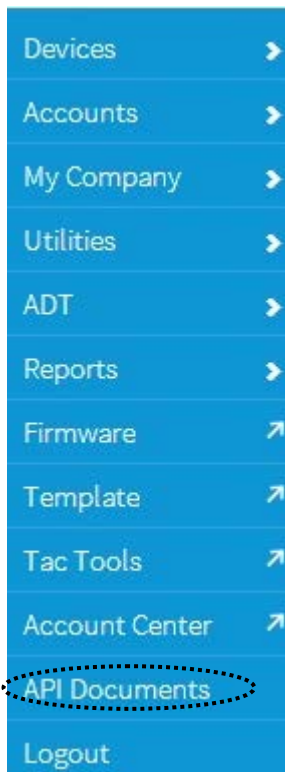 Devices
Accounts
My Company
Utilities
ADT
Reports
Firmware
Template
Tac Tools
Account Center
API Documents
Logout